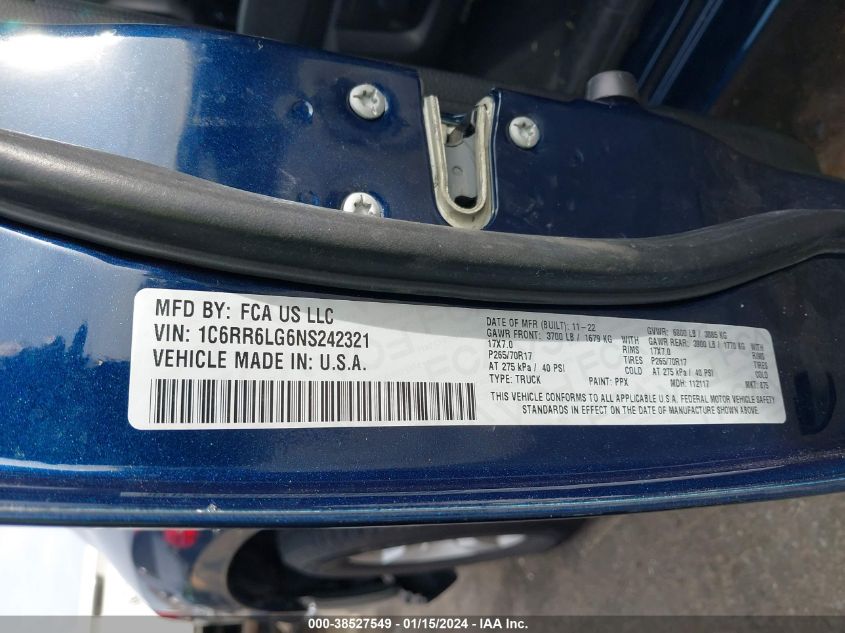 MFD BY: FCA US LLC
VIN: 1C6RR6LG6NS242321
VEHICLE MADE IN: U.S.A.
DATE OF MFR (BUILT): 11-22 GVWR: 6800 LB / 3085 KG
GAWR FRONT: 3700 LB / 1679 KG GAWR REAR: 3900 LB / 1770 KG
17X7.0 RIMS 17X7.0 RIMS
P265/70R17 TIRES P265/70R17 TIRES
AT 275 kPa / 40 PSI COLD AT 275 kPa / 40 PSI COLD
TYPE: TRUCK PAINT: PPX MDH: 112117 MKT: 875
THIS VEHICLE CONFORMS TO ALL APPLICABLE U.S.A. FEDERAL MOTOR VEHICLE SAFETY
STANDARDS IN EFFECT ON THE DATE OF MANUFACTURE SHOWN ABOVE.
000-38527549 - 01/15/2024 - IAA Inc.